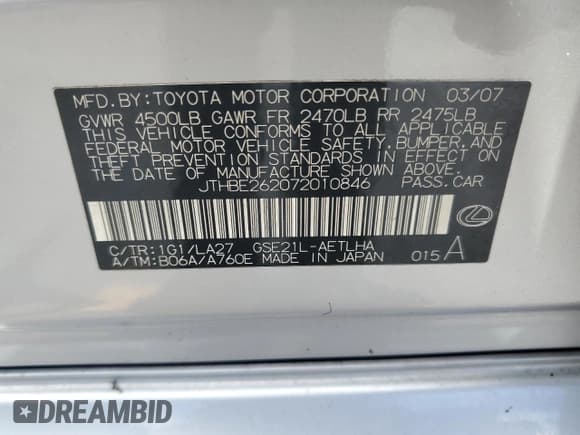 MFD.BY:TOYOTA MOTOR CORPORATION 03/07
GVWR 4500LB GAWR FR 2470LB RR 2475LB
THIS VEHICLE CONFORMS TO ALL APPLICABLE
FEDERAL MOTOR VEHICLE SAFETY,BUMPER,AND
THEFT PREVENTION STANDARDS IN EFFECT ON
THE DATE OF MANUFACTURE SHOWN ABOVE.
JTHBE262072010846 PASS.CAR
C/TR:1G1/LA27 GSE21L-AETLHA
A/TM:B06A/A760E MADE IN JAPAN 015A
DREAMBID